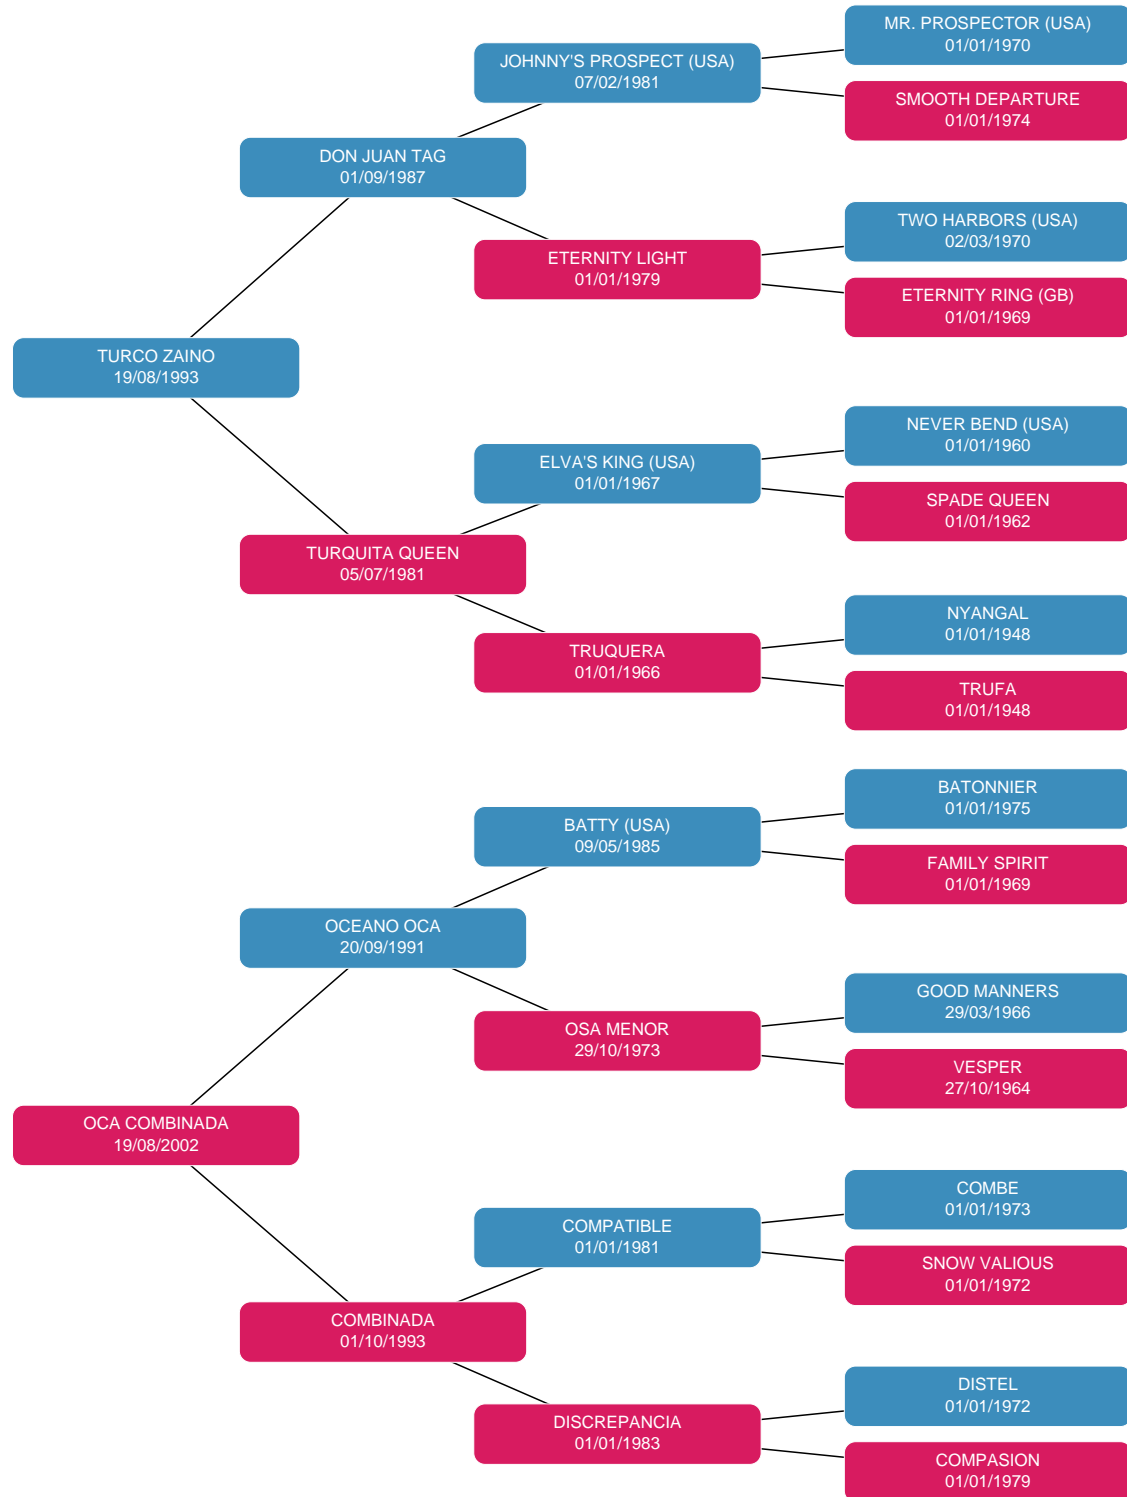 MR. PROSPECTOR (USA)
01/01/1970
JOHNNY'S PROSPECT (USA)
07/02/1981
SMOOTH DEPARTURE
01/01/1974
DON JUAN TAG
01/09/1987
TWO HARBORS (USA)
02/03/1970
ETERNITY LIGHT
01/01/1979
ETERNITY RING (GB)
01/01/1969
TURCO ZAINO
19/08/1993
NEVER BEND (USA)
01/01/1960
ELVA'S KING (USA)
01/01/1967
SPADE QUEEN
01/01/1962
TURQUITA QUEEN
05/07/1981
NYANGAL
01/01/1948
TRUQUERA
01/01/1966
TRUFA
01/01/1948
BATONNIER
01/01/1975
BATTY (USA)
09/05/1985
FAMILY SPIRIT
01/01/1969
OCEANO OCA
20/09/1991
GOOD MANNERS
29/03/1966
OSA MENOR
29/10/1973
VESPER
27/10/1964
OCA COMBINADA
19/08/2002
COMBE
01/01/1973
COMPATIBLE
01/01/1981
SNOW VALIOUS
01/01/1972
COMBINADA
01/10/1993
DISTEL
01/01/1972
DISCREPANCIA
01/01/1983
COMPASION
01/01/1979